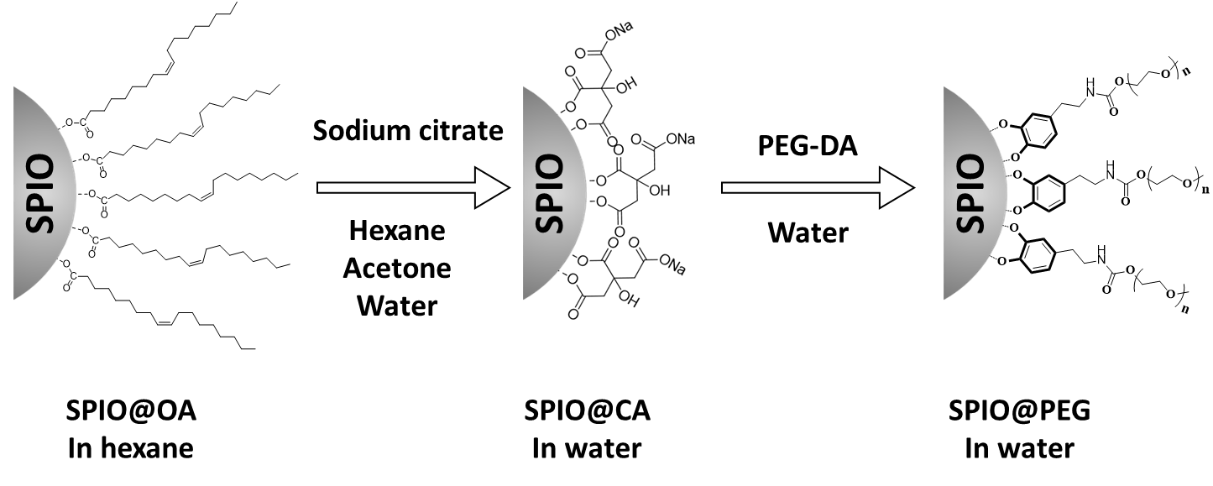 SPIO
Sodium citrate
Hexane
Acetone
Water
SPIO
PEG-DA
Water
SPIO
SPIO@OA
In hexane
SPIO@CA
In water
SPIO@PEG
In water
O
C
O
O
C
O
O
C
O
O
C
O
O
C
O
ONa
O
O
OH
O
O
O
ONa
O
O
O
OH
O
O
O
O
O
ONa
O
OH
O
O
O
H
N
O
O
O
n
O
O
H
N
O
O
O
n
O
O
H
N
O
O
O
n